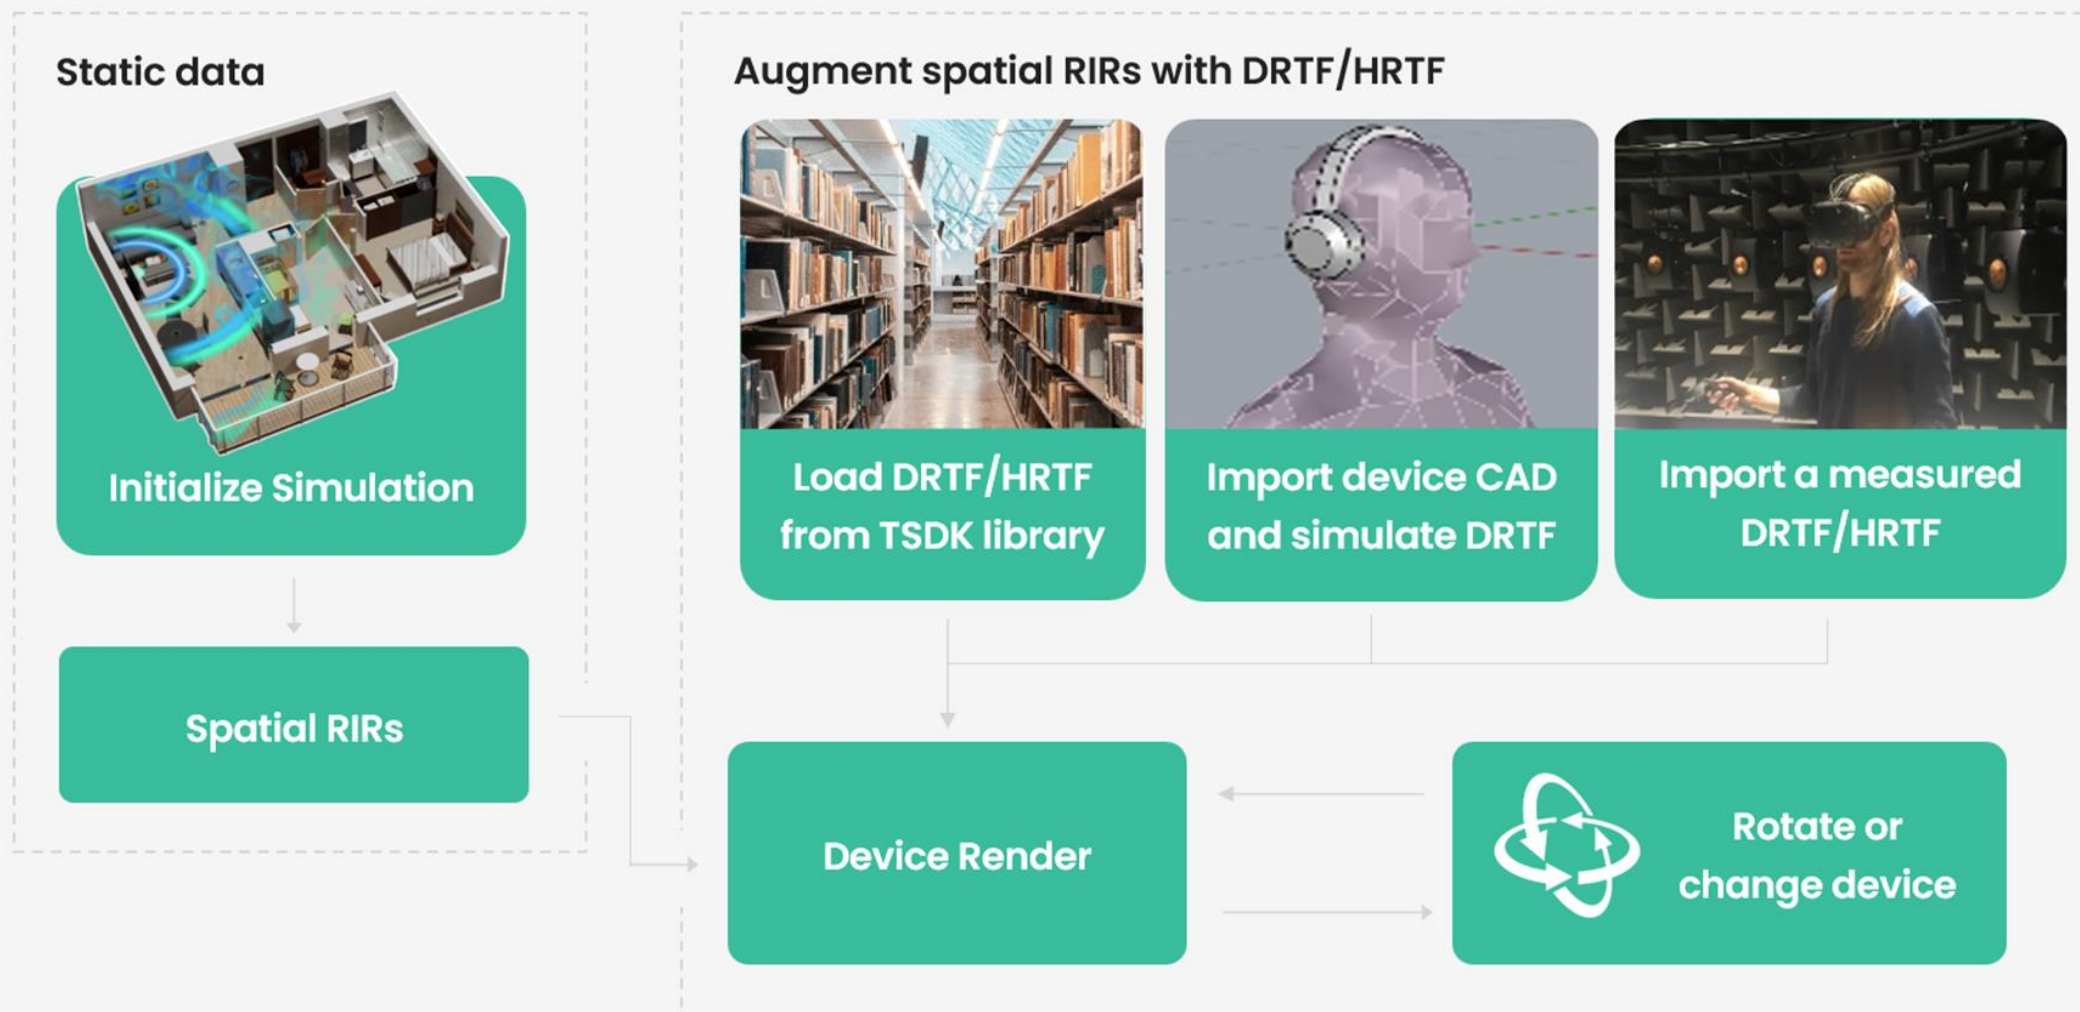 Static data
Initialize Simulation
Spatial RIRs
Augment spatial RIRs with DRTF/HRTF
Load DRTF/HRTF
from TSDK library
Import device CAD
and simulate DRTF
Import a measured
DRTF/HRTF
Device Render
Rotate or
change device